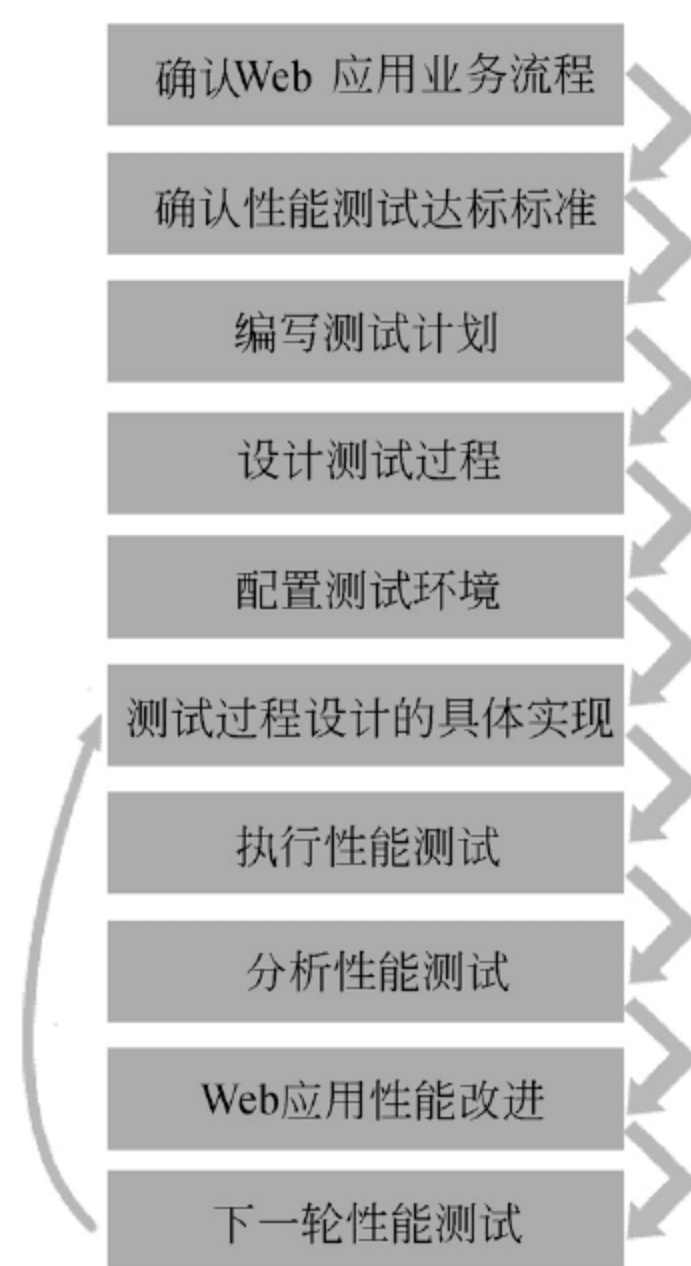 确认Web 应用业务流程
确认性能测试达标标准
编写测试计划
设计测试过程
配置测试环境
测试过程设计的具体实现
执行性能测试
分析性能测试
Web应用性能改进
下一轮性能测试